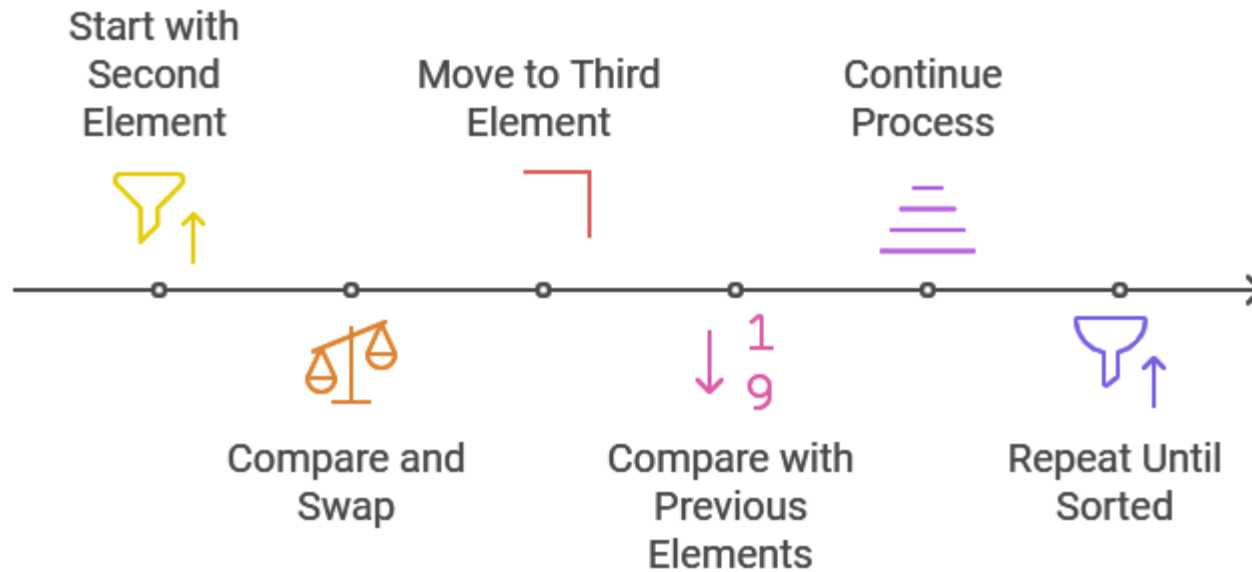 Start with
Second
Element
Compare and
Swap
Move to Third
Element
1
9
Compare with
Previous
Elements
Continue
Process
Repeat Until
Sorted